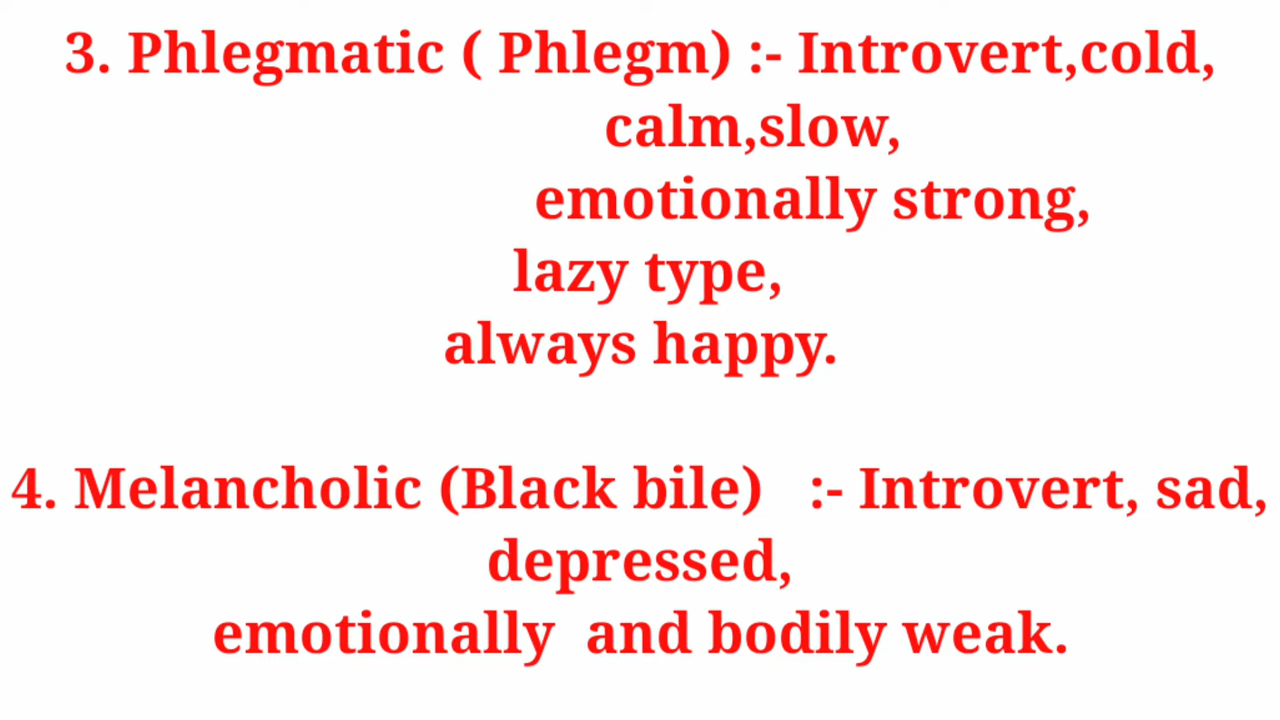 3. Phlegmatic ( Phlegm) :- Introvert,cold,
calm,slow,
emotionally strong,
lazy type,
always happy.
4. Melancholic (Black bile) :- Introvert, sad,
depressed,
emotionally and bodily weak.